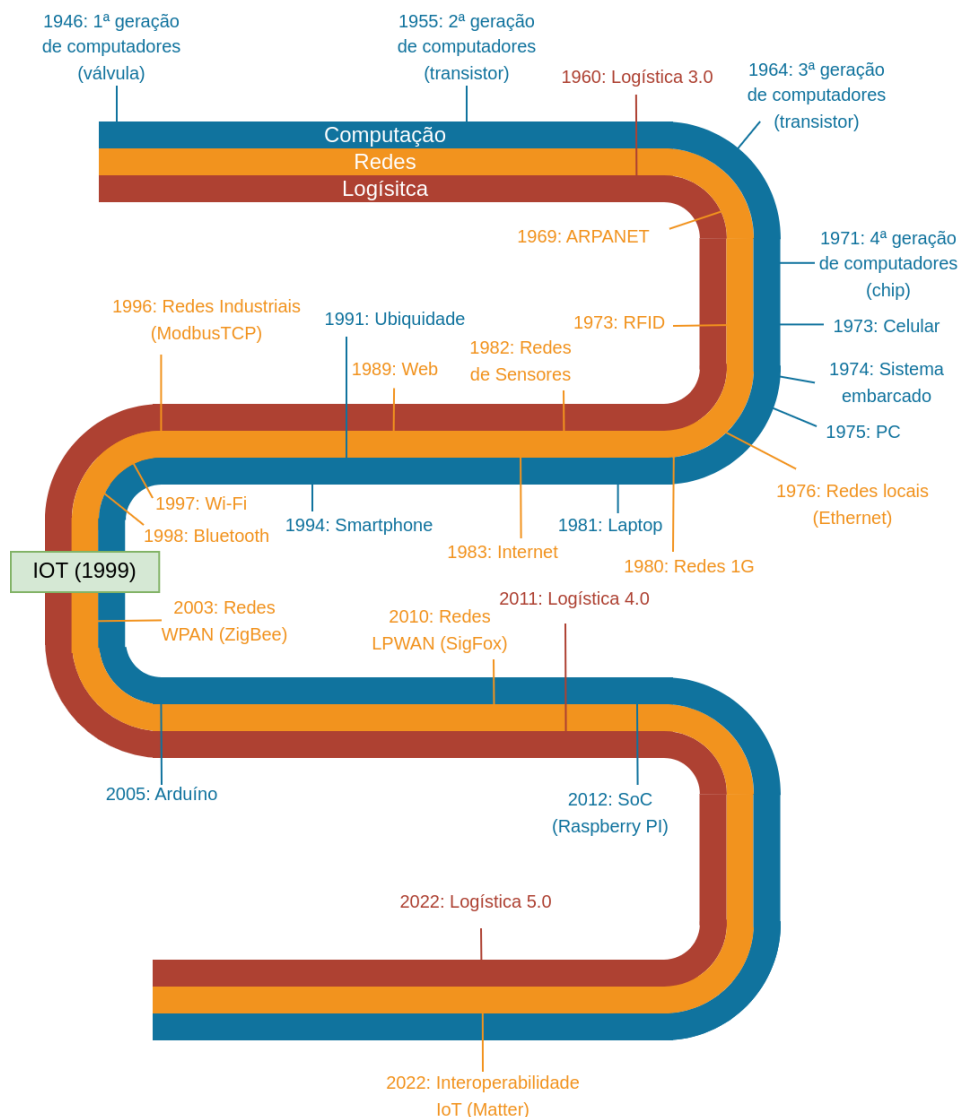 1946: 1ª geração
de computadores
(válvula)
1955: 2ª geração
de computadores
(transistor)
1960: Logística 3.0
1964: 3ª geração
de computadores
(transistor)
Computação
Redes
Logísitca
1969: ARPANET
1971: 4ª geração
de computadores
(chip)
1973: RFID
1973: Celular
1974: Sistema
embarcado
1975: PC
1976: Redes locais
(Ethernet)
1980: Redes 1G
1981: Laptop
1982: Redes
de Sensores
1983: Internet
1989: Web
1991: Ubiquidade
1994: Smartphone
1996: Redes Industriais
(ModbusTCP)
1997: Wi-Fi
1998: Bluetooth
IOT (1999)
2003: Redes
WPAN (ZigBee)
2005: Arduíno
2010: Redes
LPWAN (SigFox)
2011: Logística 4.0
2012: SoC
(Raspberry PI)
2022: Logística 5.0
2022: Interoperabilidade
IoT (Matter)